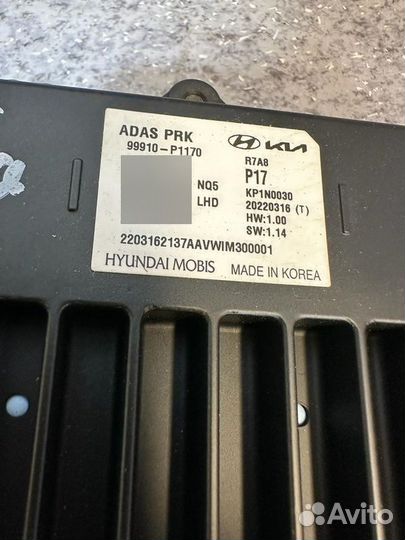 ADAS PRK
99910-P1170
KIA
R7A8
P17
NQ5
KP1N0030
LHD
20220316 (T)
HW:1.00
SW:1.14
2203162137AAVWIM300001
HYUNDAI MOBIS MADE IN KOREA
Avito